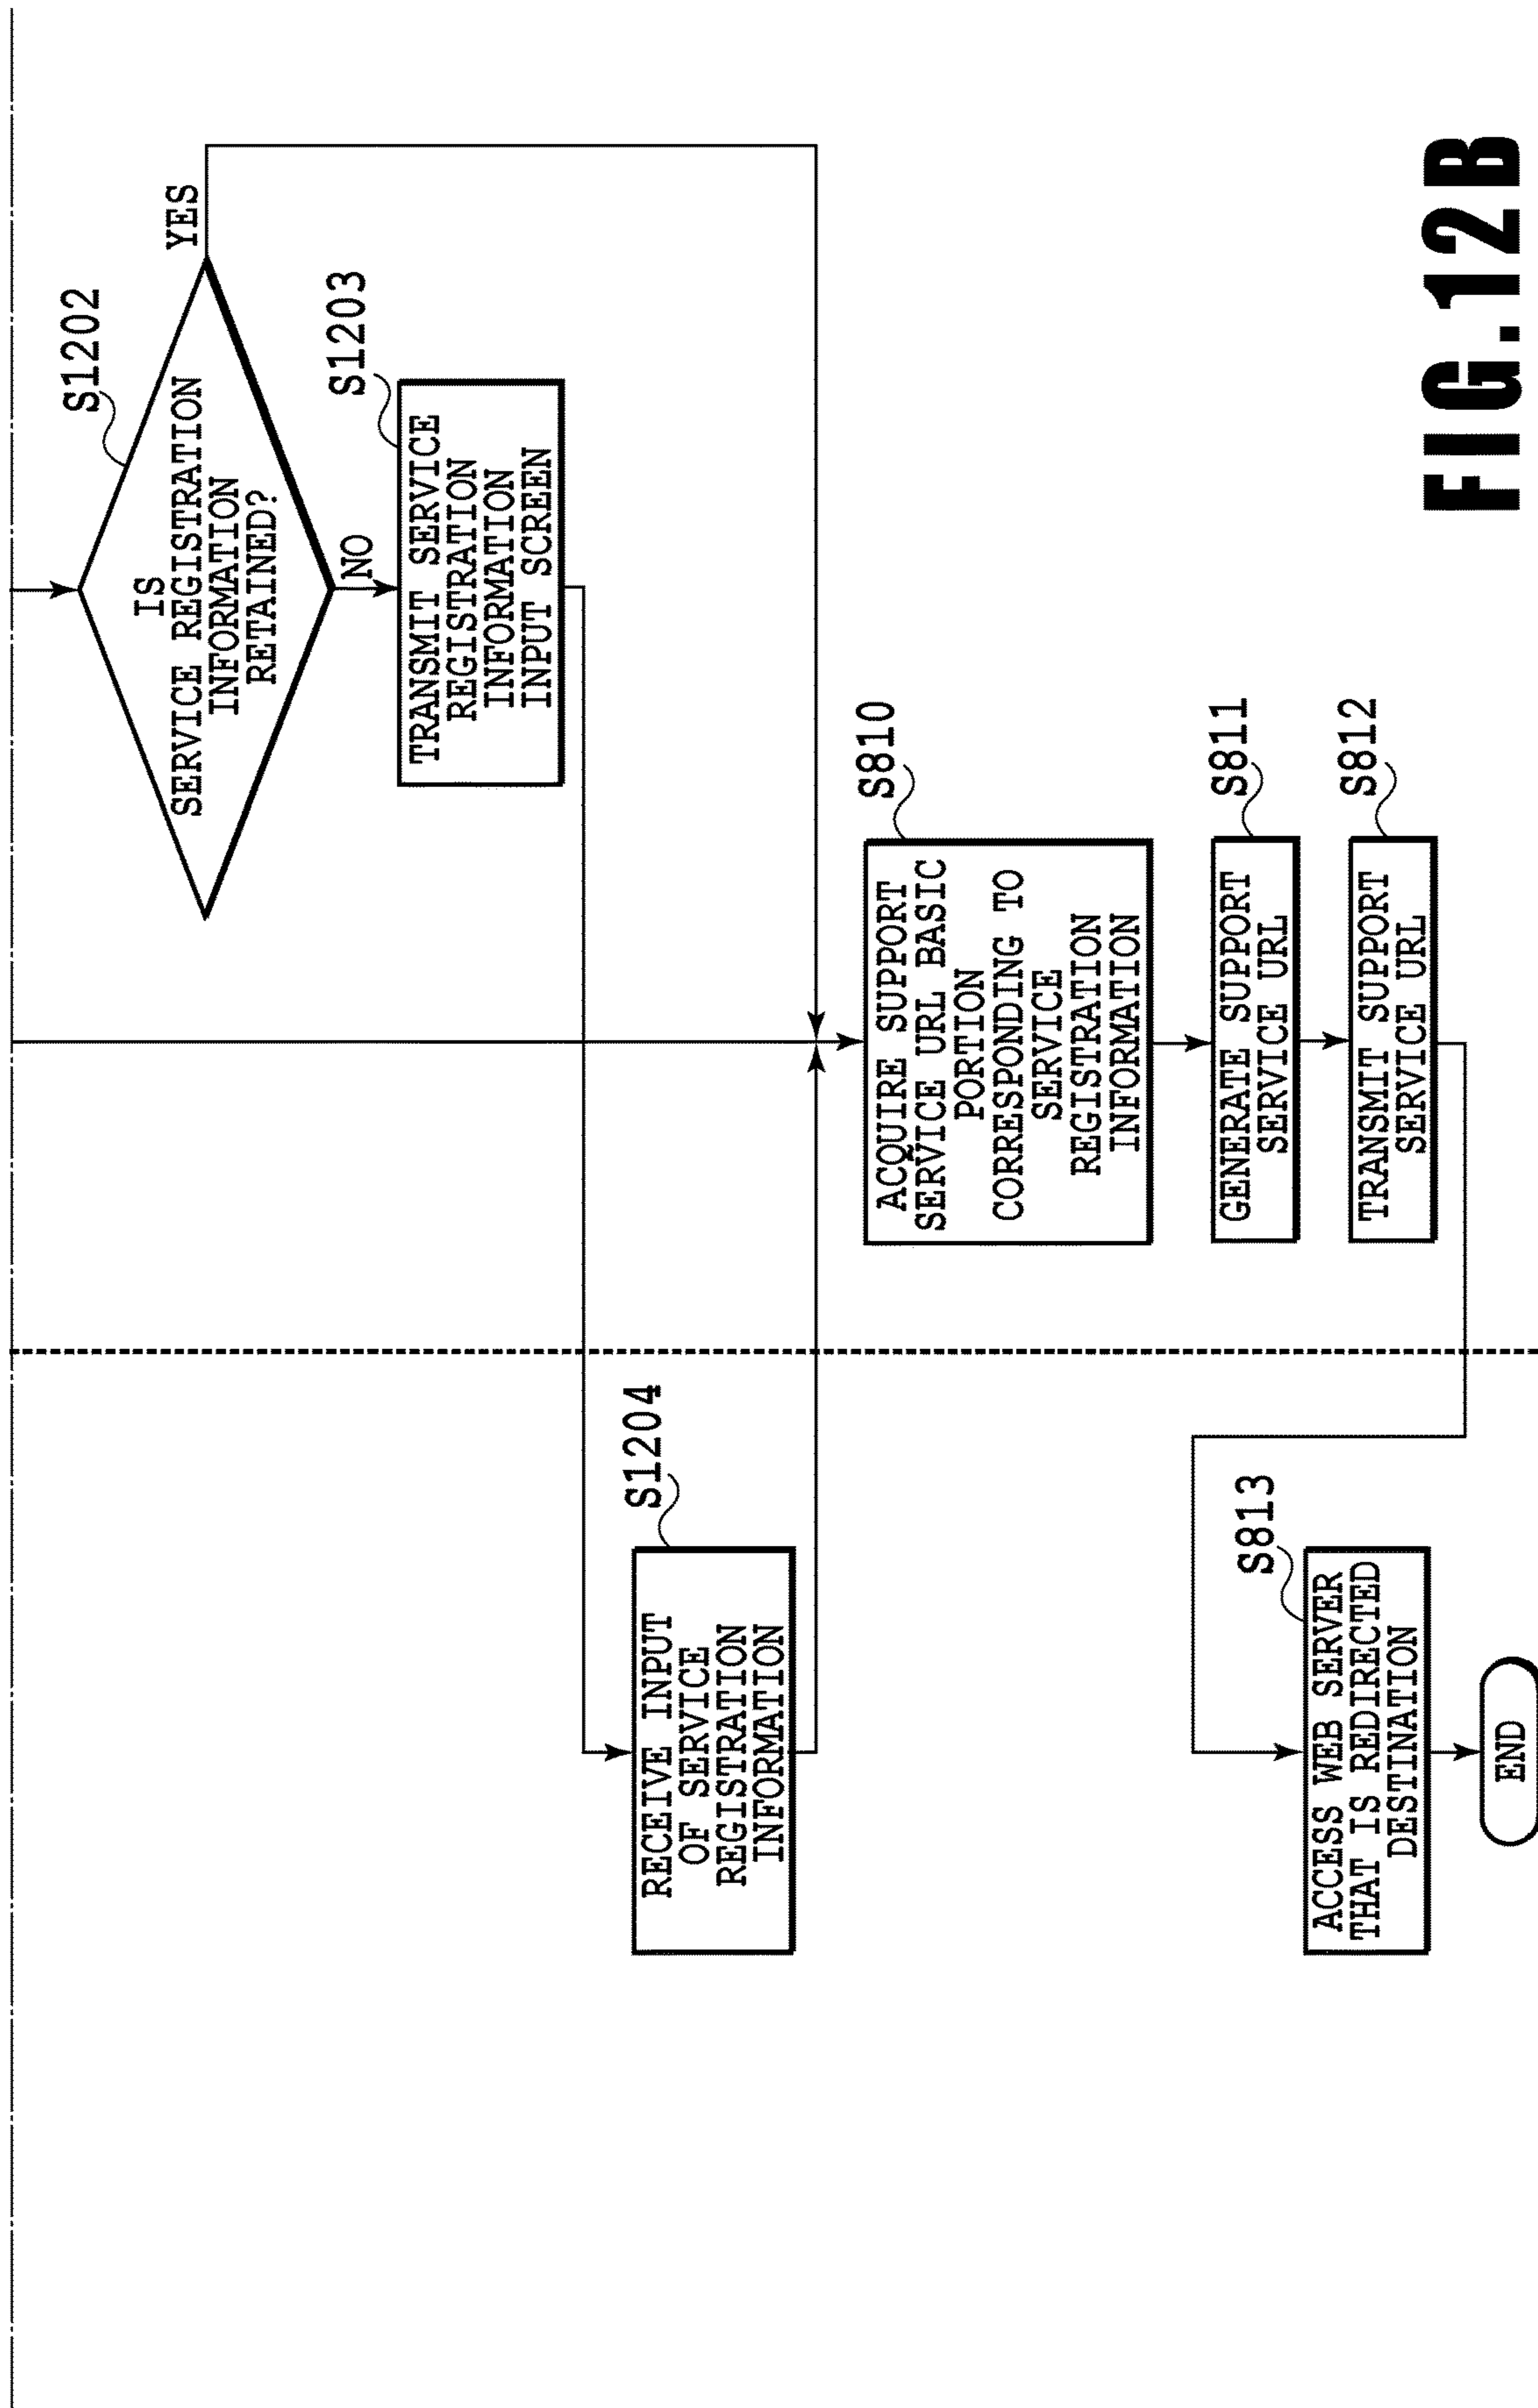 S1202
IS
SERVICE REGISTRATION
INFORMATION
RETAINED?
YES
NO
S1203
TRANSMIT SERVICE
REGISTRATION
INFORMATION
INPUT SCREEN
S1204
RECEIVE INPUT
OF SERVICE
REGISTRATION
INFORMATION
S810
ACQUIRE SUPPORT
SERVICE URL BASIC
PORTION
CORRESPONDING TO
SERVICE
REGISTRATION
INFORMATION
S811
GENERATE SUPPORT
SERVICE URL
S812
TRANSMIT SUPPORT
SERVICE URL
S813
ACCESS WEB SERVER
THAT IS REDIRECTED
DESTINATION
END
FIG.12B